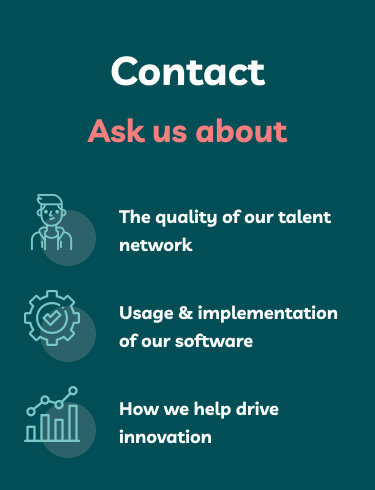 Contact
Ask us about
The quality of our talent
network
Usage & implementation
of our software
How we help drive
innovation